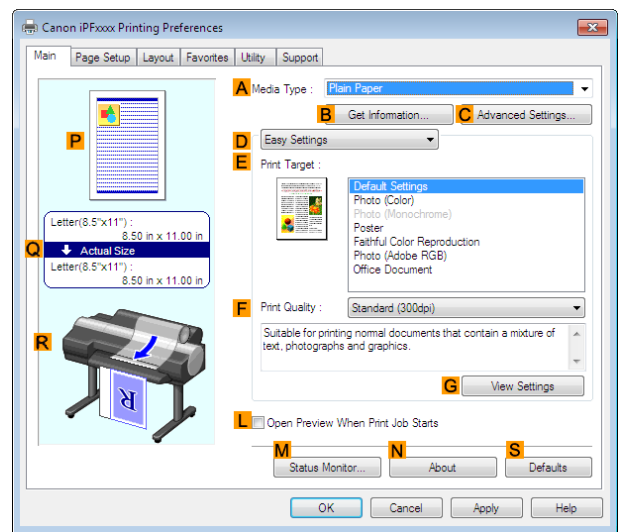 Canon iPFxxxx Printing Preferences
Main Page Setup Layout Favorites Utility Support
A Media Type : Plain Paper
B Get Information... C Advanced Settings...
P
D Easy Settings
E Print Target :
Default Settings
Photo (Color)
Photo (Monochrome)
Poster
Faithful Color Reproduction
Photo (Adobe RGB)
Office Document
Letter(8.5"x11") :
8.50 in x 11.00 in
Q Actual Size
Letter(8.5"x11") :
8.50 in x 11.00 in
F Print Quality : Standard (300dpi)
Suitable for printing normal documents that contain a mixture of
text, photographs and graphics.
R
G View Settings
R
L Open Preview When Print Job Starts
M Status Monitor... N About S Defaults
OK Cancel Apply Help